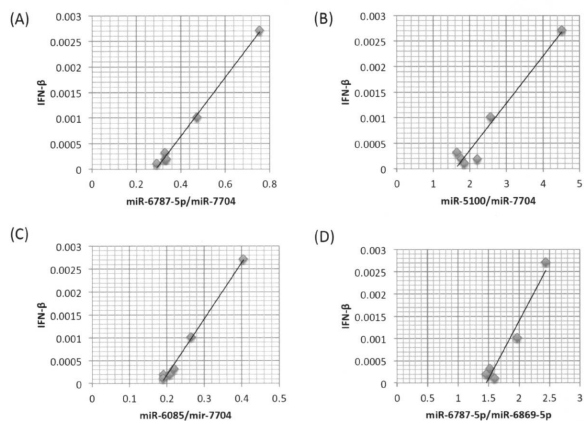 (A)
IFN-β
0.003
0.0025
0.002
0.0015
0.001
0.0005
0
0 0.2 0.4 0.6 0.8
miR-6787-5p/miR-7704
(B)
IFN-β
0.003
0.0025
0.002
0.0015
0.001
0.0005
0
0 1 2 3 4 5
miR-5100/miR-7704
(C)
IFN-β
0.003
0.0025
0.002
0.0015
0.001
0.0005
0
0 0.1 0.2 0.3 0.4 0.5
miR-6085/mir-7704
(D)
IFN-β
0.003
0.0025
0.002
0.0015
0.001
0.0005
0
0 0.5 1 1.5 2 2.5 3
miR-6787-5p/miR-6869-5p